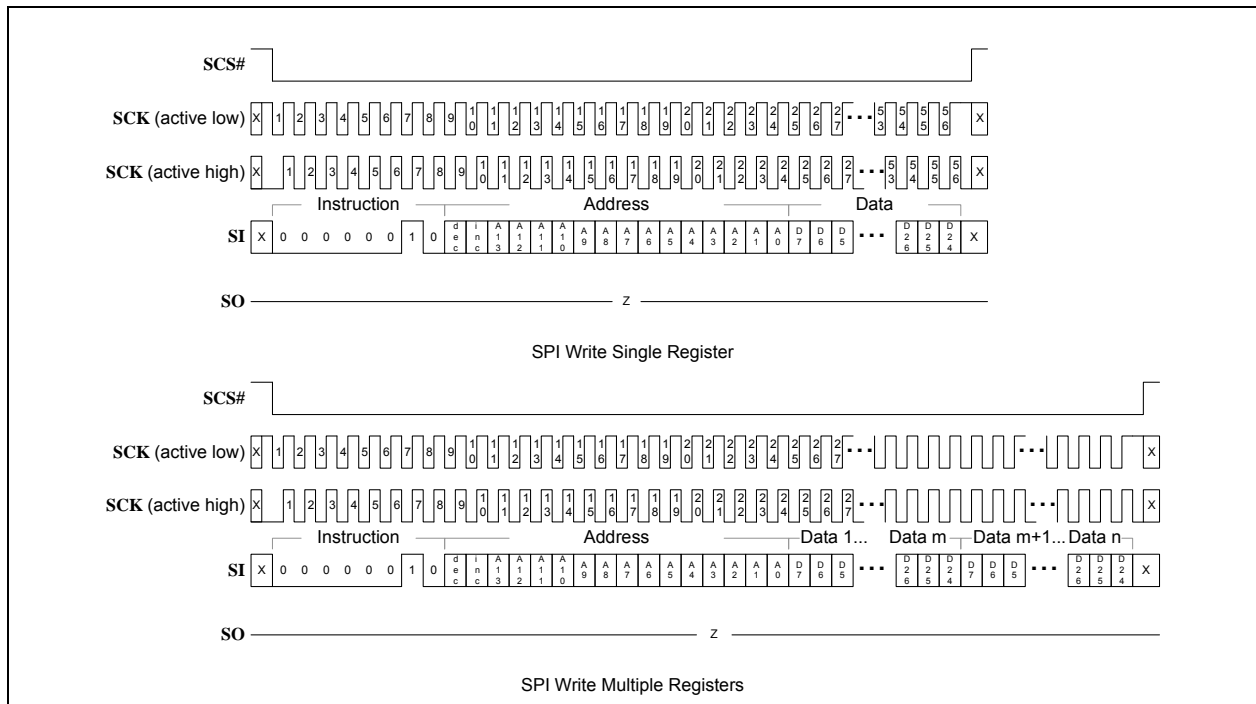 SCS#
SCK (active low) X 1 2 3 4 5 6 7 8 9 10 11 12 13 14 15 16 17 18 19 20 21 22 23 24 25 26 27 ... 53 54 55 56 X
SCK (active high) X 1 2 3 4 5 6 7 8 9 10 11 12 13 14 15 16 17 18 19 20 21 22 23 24 25 26 27 ... 53 54 55 56 X
Instruction Address Data
SI X 0 0 0 0 0 0 1 0 dec inc A13 A12 A11 A10 A9 A8 A7 A6 A5 A4 A3 A2 A1 A0 D7 D6 D5 ... D26 D25 D24 X
SO Z
SPI Write Single Register
SCS#
SCK (active low) X 1 2 3 4 5 6 7 8 9 10 11 12 13 14 15 16 17 18 19 20 21 22 23 24 25 26 27 ... ... X
SCK (active high) X 1 2 3 4 5 6 7 8 9 10 11 12 13 14 15 16 17 18 19 20 21 22 23 24 25 26 27 ... ... X
Instruction Address Data 1... Data m Data m+1... Data n
SI X 0 0 0 0 0 0 1 0 dec inc A13 A12 A11 A10 A9 A8 A7 A6 A5 A4 A3 A2 A1 A0 D7 D6 D5 ... D26 D25 D24 D7 D6 D5 ... D26 D25 D24 X
SO Z
SPI Write Multiple Registers